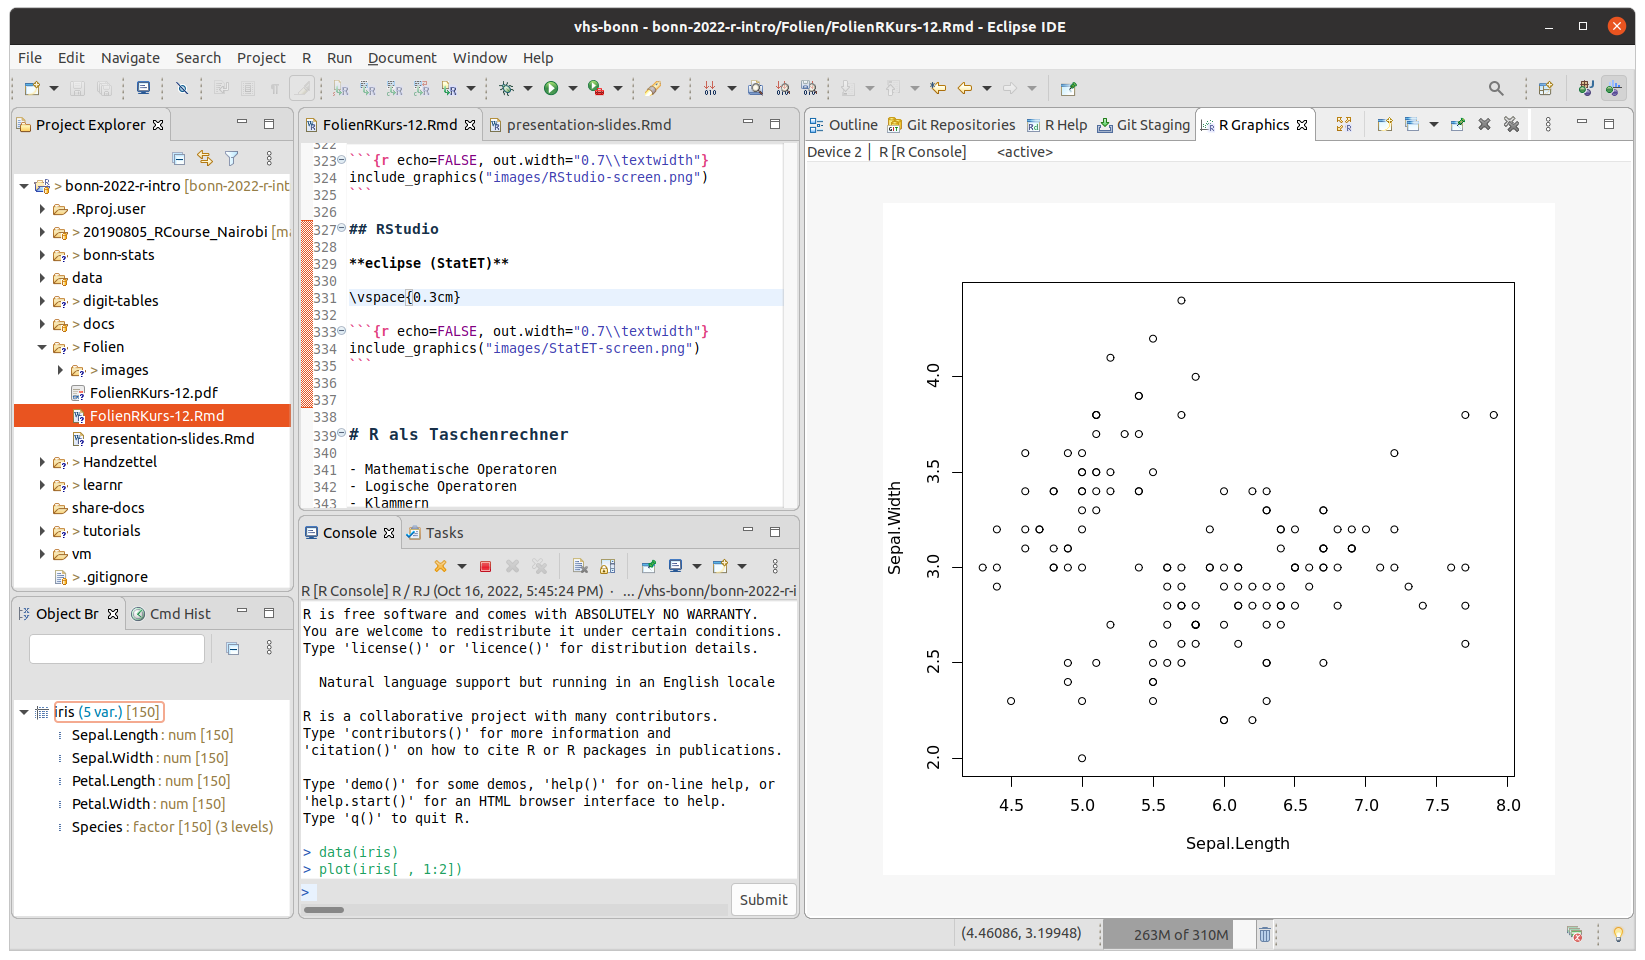 vhs-bonn - bonn-2022-r-intro/Folien/FolienRKurs-12.Rmd - Eclipse IDE
File Edit Navigate Search Project R Run Document Window Help
Project Explorer
> bonn-2022-r-intro [bonn-2022-r-int
.Rproj.user
> 20190805_RCourse_Nairobi [ma
> bonn-stats
data
> digit-tables
> docs
> Folien
> images
FolienRKurs-12.pdf
FolienRKurs-12.Rmd
presentation-slides.Rmd
> Handzettel
> learnr
share-docs
> tutorials
vm
> .gitignore
Object Br Cmd Hist
iris (5 var.) [150]
Sepal.Length : num [150]
Sepal.Width : num [150]
Petal.Length : num [150]
Petal.Width : num [150]
Species : factor [150] (3 levels)
FolienRKurs-12.Rmd presentation-slides.Rmd
322
323 ```{r echo=FALSE, out.width="0.7\\textwidth"}
324 include_graphics("images/RStudio-screen.png")
325 ```
326
327 ## RStudio
328
329 **eclipse (StatET)**
330
331 \vspace{0.3cm}
332
333 ```{r echo=FALSE, out.width="0.7\\textwidth"}
334 include_graphics("images/StatET-screen.png")
335 ```
336
337
338
339 # R als Taschenrechner
340
341 - Mathematische Operatoren
342 - Logische Operatoren
343 - Klammern
Console Tasks
R [R Console] R / RJ (Oct 16, 2022, 5:45:24 PM) · … /vhs-bonn/bonn-2022-r-i
R is free software and comes with ABSOLUTELY NO WARRANTY.
You are welcome to redistribute it under certain conditions.
Type 'license()' or 'licence()' for distribution details.
Natural language support but running in an English locale
R is a collaborative project with many contributors.
Type 'contributors()' for more information and
'citation()' on how to cite R or R packages in publications.
Type 'demo()' for some demos, 'help()' for on-line help, or
'help.start()' for an HTML browser interface to help.
Type 'q()' to quit R.
> data(iris)
> plot(iris[ , 1:2])
>
Submit
Outline Git Repositories R Help Git Staging R Graphics
Device 2 | R [R Console] <active>
Sepal.Width
4.0
3.5
3.0
2.5
2.0
4.5 5.0 5.5 6.0 6.5 7.0 7.5 8.0
Sepal.Length
(4.46086, 3.19948) 263M of 310M